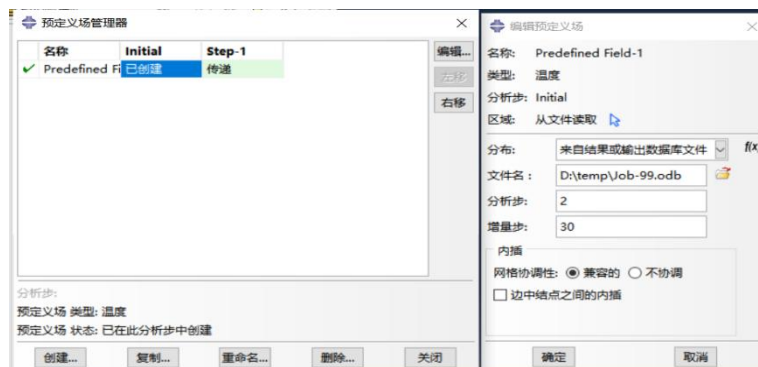 预定义场管理器
名称 Initial Step-1
Predefined Fi 已创建 传递
编辑...
左移
右移
分析步:
预定义场 类型: 温度
预定义场 状态: 已在此分析步中创建
创建... 复制... 重命名... 删除... 关闭
编辑预定义场
名称: Predefined Field-1
类型: 温度
分析步: Initial
区域: 从文件读取
分布: 来自结果或输出数据库文件 f(x)
文件名: D:\temp\Job-99.odb
分析步: 2
增量步: 30
内插
网格协调性: 兼容的 不协调
边中结点之间的内插
确定 取消